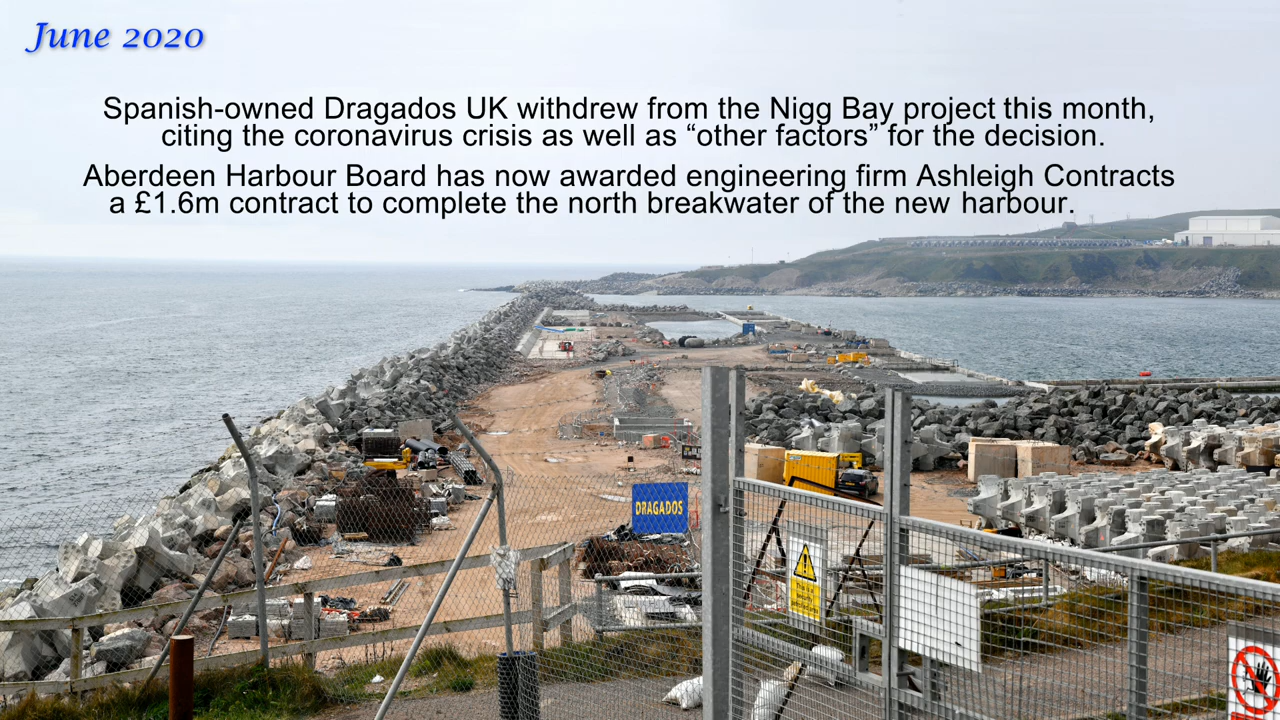 June 2020
Spanish-owned Dragados UK withdrew from the Nigg Bay project this month,
citing the coronavirus crisis as well as “other factors” for the decision.
Aberdeen Harbour Board has now awarded engineering firm Ashleigh Contracts
a £1.6m contract to complete the north breakwater of the new harbour.
DRAGADOS